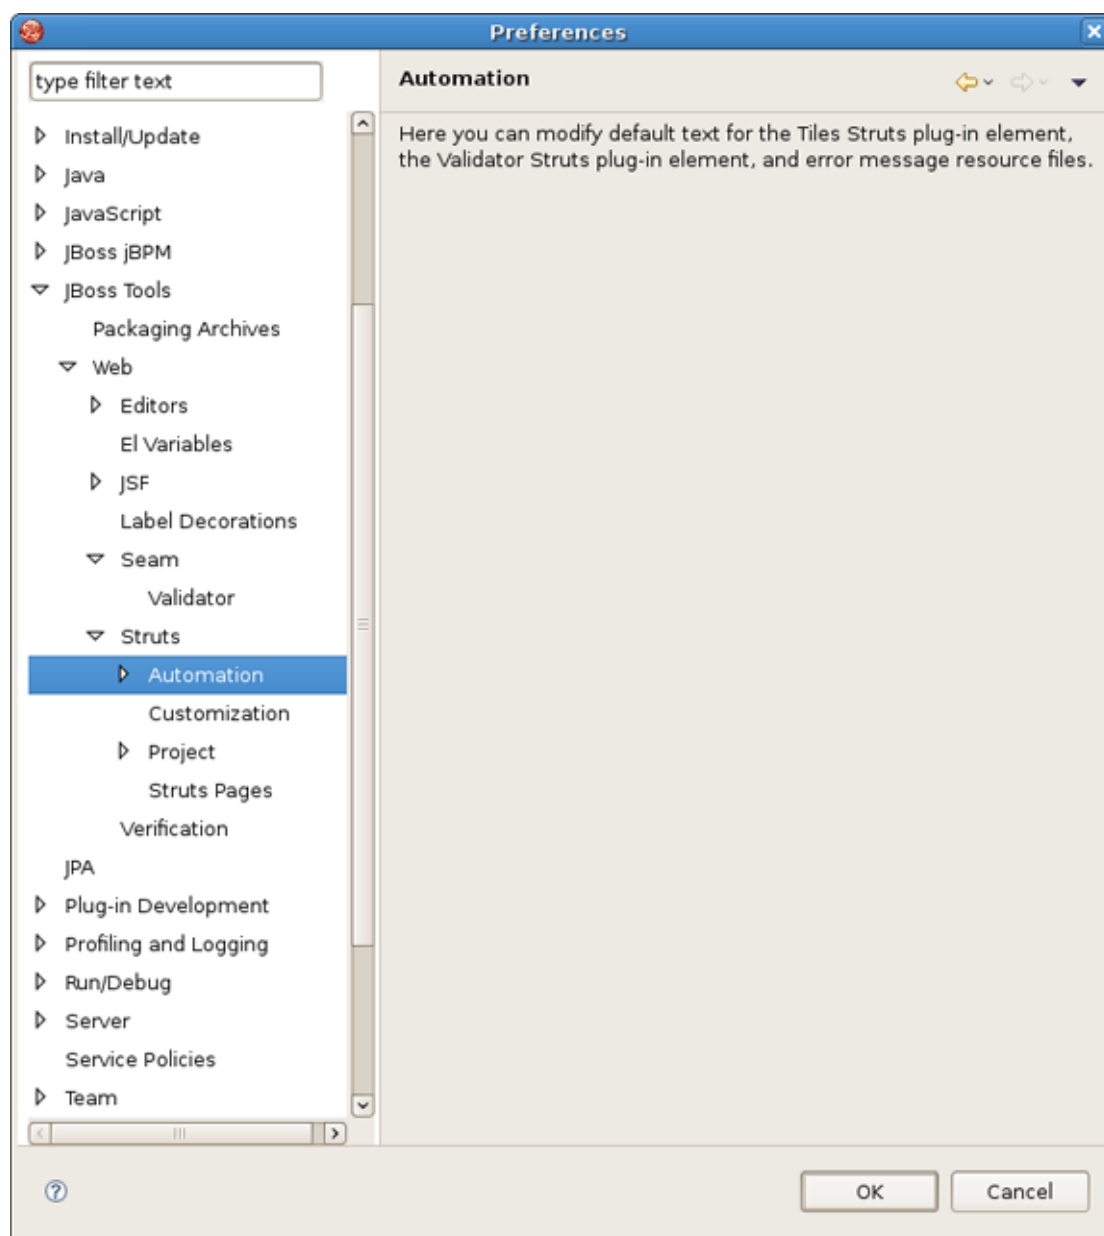 Preferences
type filter text
Automation
Here you can modify default text for the Tiles Struts plug-in element,
the Validator Struts plug-in element, and error message resource files.
Install/Update
Java
JavaScript
JBoss jBPM
JBoss Tools
Packaging Archives
Web
Editors
El Variables
JSF
Label Decorations
Seam
Validator
Struts
Automation
Customization
Project
Struts Pages
Verification
JPA
Plug-in Development
Profiling and Logging
Run/Debug
Server
Service Policies
Team
OK
Cancel